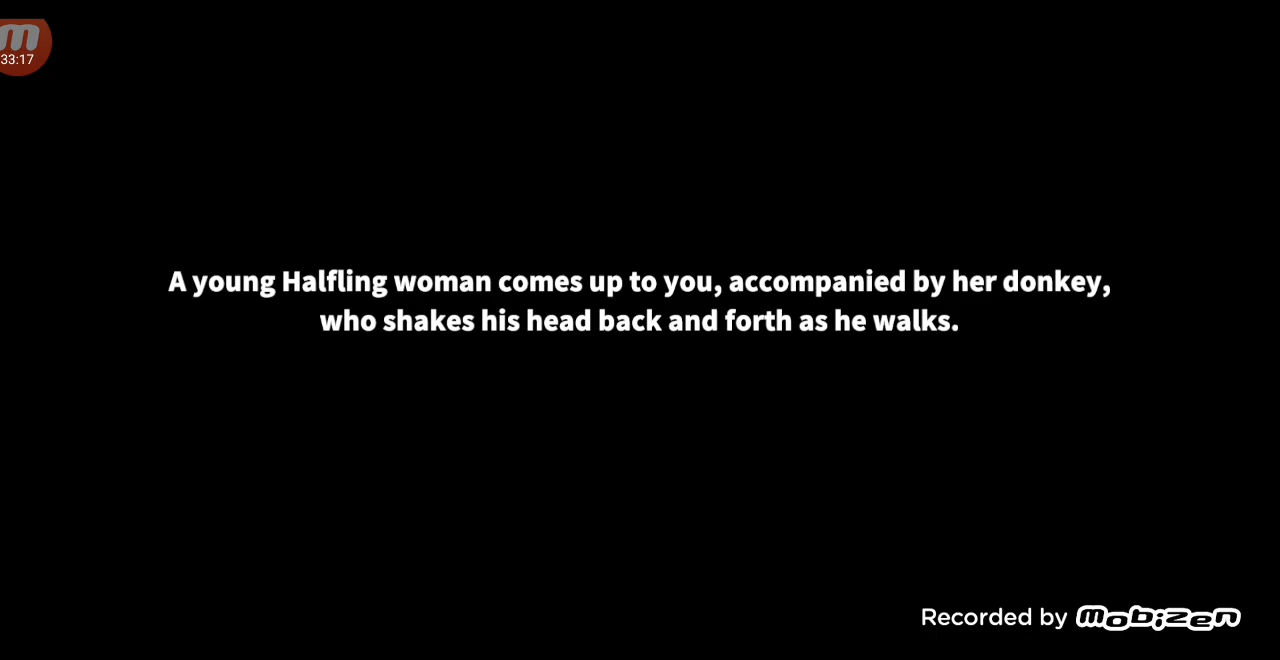 m
33:17
A young Halfling woman comes up to you, accompanied by her donkey,
who shakes his head back and forth as he walks.
Recorded by mobizen